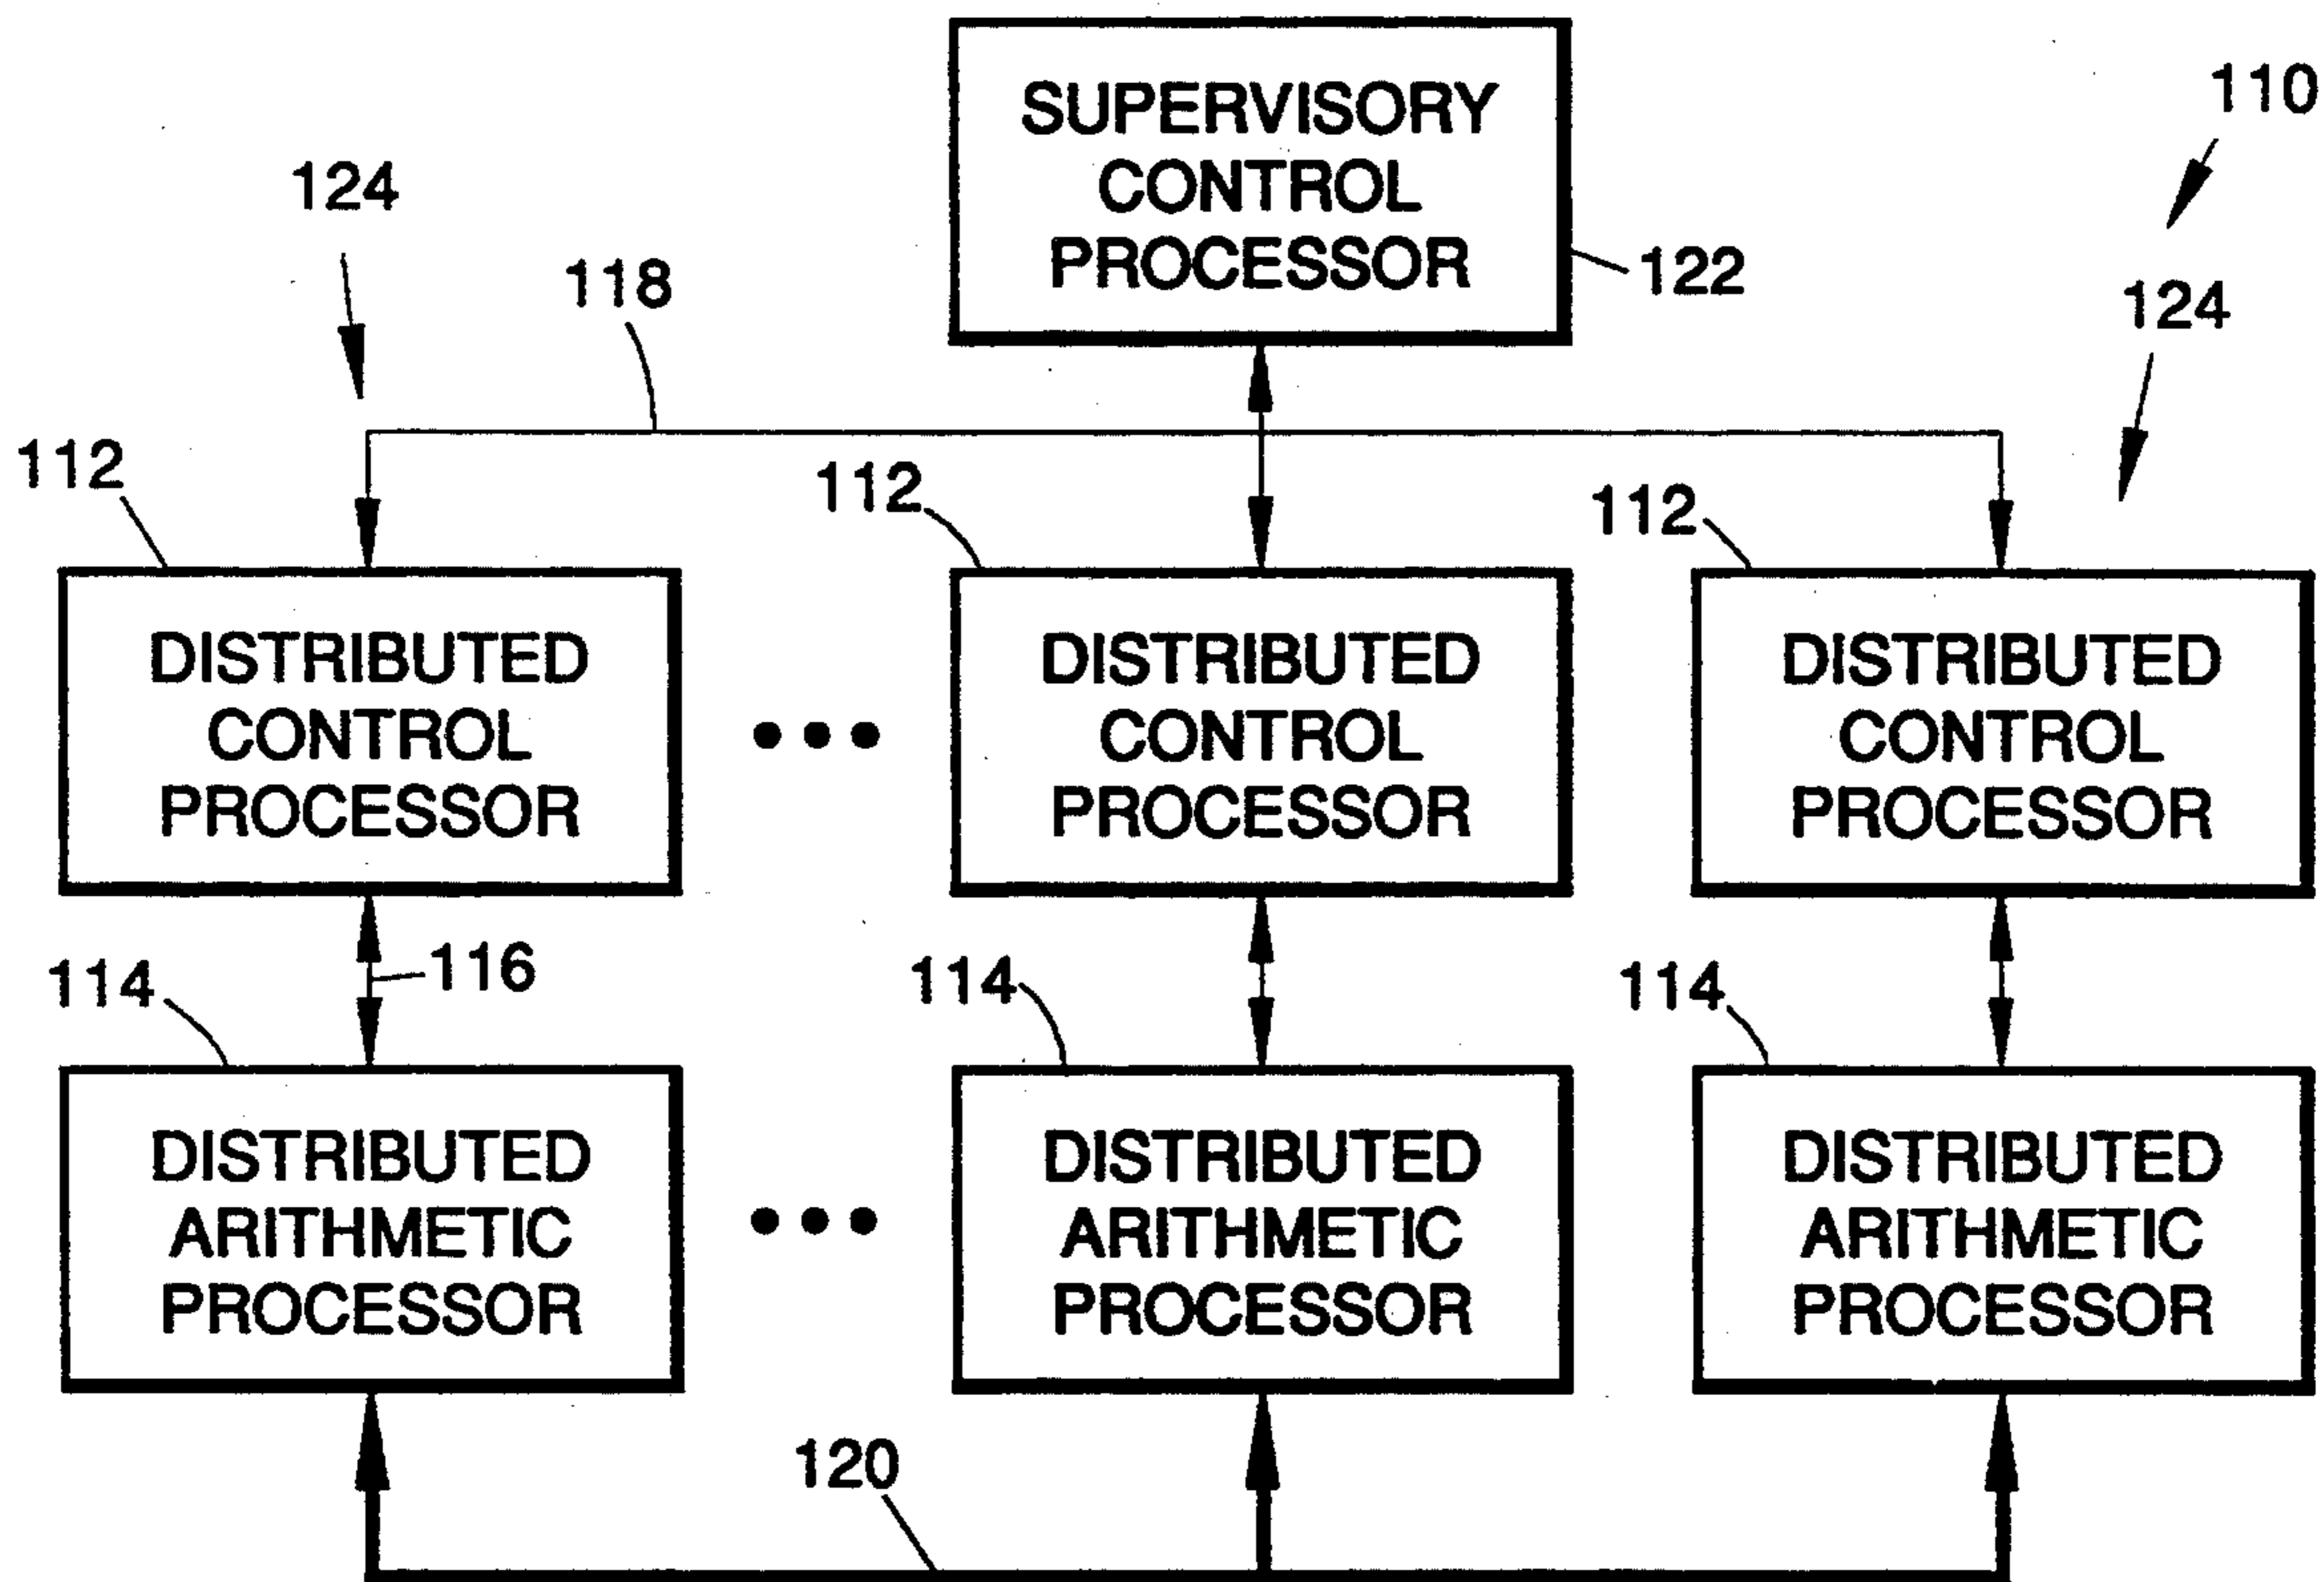 SUPERVISORY
CONTROL
PROCESSOR
110
124
118
122
124
112
112
112
DISTRIBUTED
CONTROL
PROCESSOR
DISTRIBUTED
CONTROL
PROCESSOR
DISTRIBUTED
CONTROL
PROCESSOR
114
116
114
114
DISTRIBUTED
ARITHMETIC
PROCESSOR
DISTRIBUTED
ARITHMETIC
PROCESSOR
DISTRIBUTED
ARITHMETIC
PROCESSOR
120